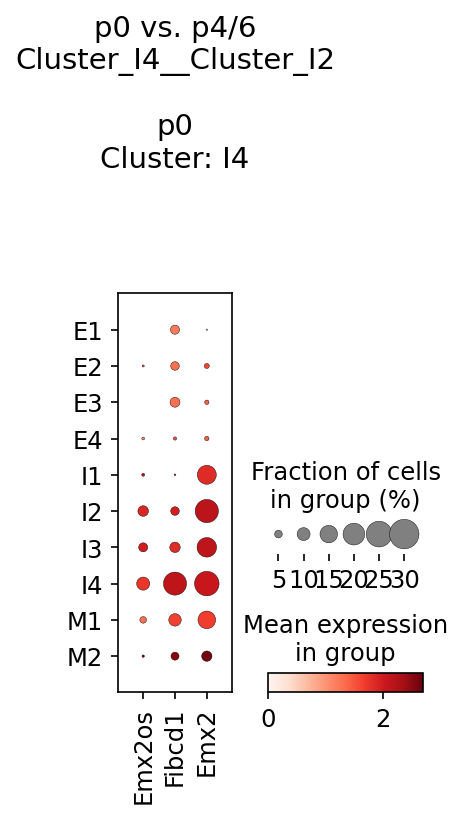 p0 vs. p4/6
Cluster_I4__Cluster_I2
p0
Cluster: I4
E1
E2
E3
E4
I1
I2
I3
I4
M1
M2
Emx2os
Fibcd1
Emx2
Fraction of cells
in group (%)
5 10 15 20 25 30
Mean expression
in group
0 2